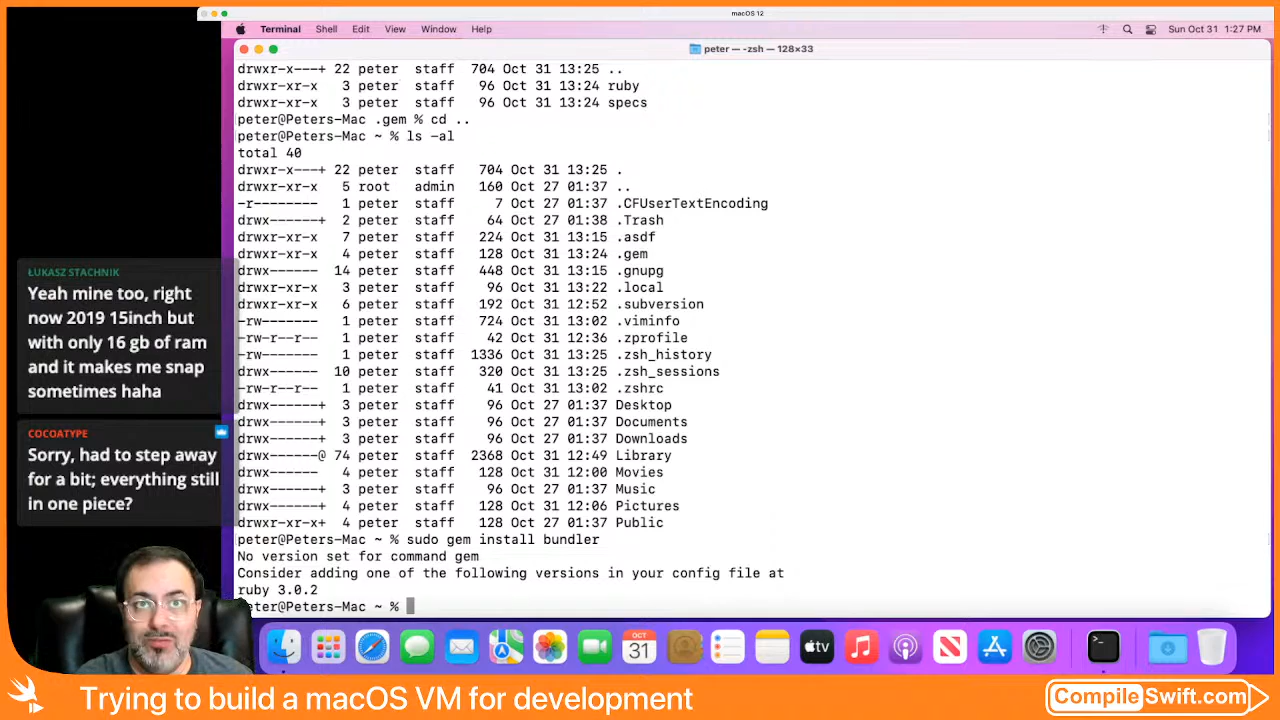 macOS 12
Terminal Shell Edit View Window Help Sun Oct 31 1:27 PM
peter — -zsh — 128×33
drwxr-x---+ 22 peter staff 704 Oct 31 13:25 ..
drwxr-xr-x 3 peter staff 96 Oct 31 13:24 ruby
drwxr-xr-x 3 peter staff 96 Oct 31 13:24 specs
peter@Peters-Mac .gem % cd ..
peter@Peters-Mac ~ % ls -al
total 40
drwxr-x---+ 22 peter staff 704 Oct 31 13:25 .
drwxr-xr-x 5 root admin 160 Oct 27 01:37 ..
-r-------- 1 peter staff 7 Oct 27 01:37 .CFUserTextEncoding
drwx------+ 2 peter staff 64 Oct 27 01:38 .Trash
drwxr-xr-x 7 peter staff 224 Oct 31 13:15 .asdf
drwxr-xr-x 4 peter staff 128 Oct 31 13:24 .gem
drwx------ 14 peter staff 448 Oct 31 13:15 .gnupg
drwxr-xr-x 3 peter staff 96 Oct 31 13:22 .local
drwxr-xr-x 6 peter staff 192 Oct 31 12:52 .subversion
-rw------- 1 peter staff 724 Oct 31 13:02 .viminfo
-rw-r--r-- 1 peter staff 42 Oct 31 12:36 .zprofile
-rw------- 1 peter staff 1336 Oct 31 13:25 .zsh_history
drwx------ 10 peter staff 320 Oct 31 13:25 .zsh_sessions
-rw-r--r-- 1 peter staff 41 Oct 31 13:02 .zshrc
drwx------+ 3 peter staff 96 Oct 27 01:37 Desktop
drwx------+ 3 peter staff 96 Oct 27 01:37 Documents
drwx------+ 3 peter staff 96 Oct 27 01:37 Downloads
drwx------@ 74 peter staff 2368 Oct 31 12:49 Library
drwx------ 4 peter staff 128 Oct 31 12:00 Movies
drwx------+ 3 peter staff 96 Oct 27 01:37 Music
drwx------+ 4 peter staff 128 Oct 31 12:06 Pictures
drwxr-xr-x+ 4 peter staff 128 Oct 27 01:37 Public
peter@Peters-Mac ~ % sudo gem install bundler
No version set for command gem
Consider adding one of the following versions in your config file at
ruby 3.0.2
peter@Peters-Mac ~ %
ŁUKASZ STACHNIK
Yeah mine too, right
now 2019 15inch but
with only 16 gb of ram
and it makes me snap
sometimes haha
COCOATYPE
Sorry, had to step away
for a bit; everything still
in one piece?
OCT
31
tv
Trying to build a macOS VM for development
CompileSwift.com